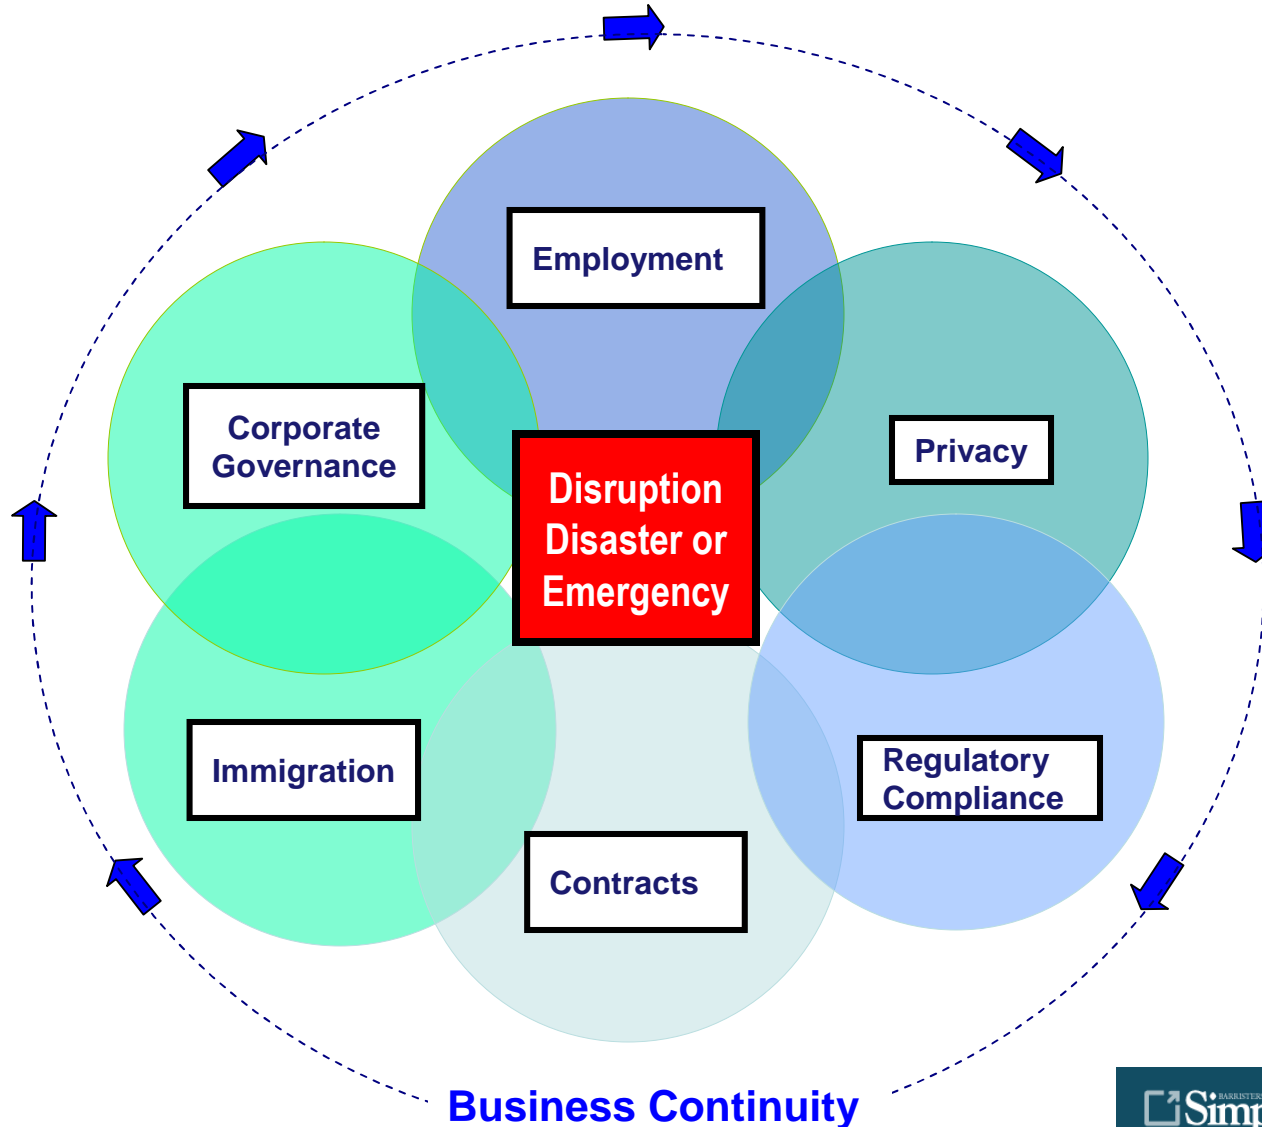 Employment
Corporate
Governance
Privacy
Disruption
Disaster or
Emergency
Immigration
Regulatory
Compliance
Contracts
Business Continuity